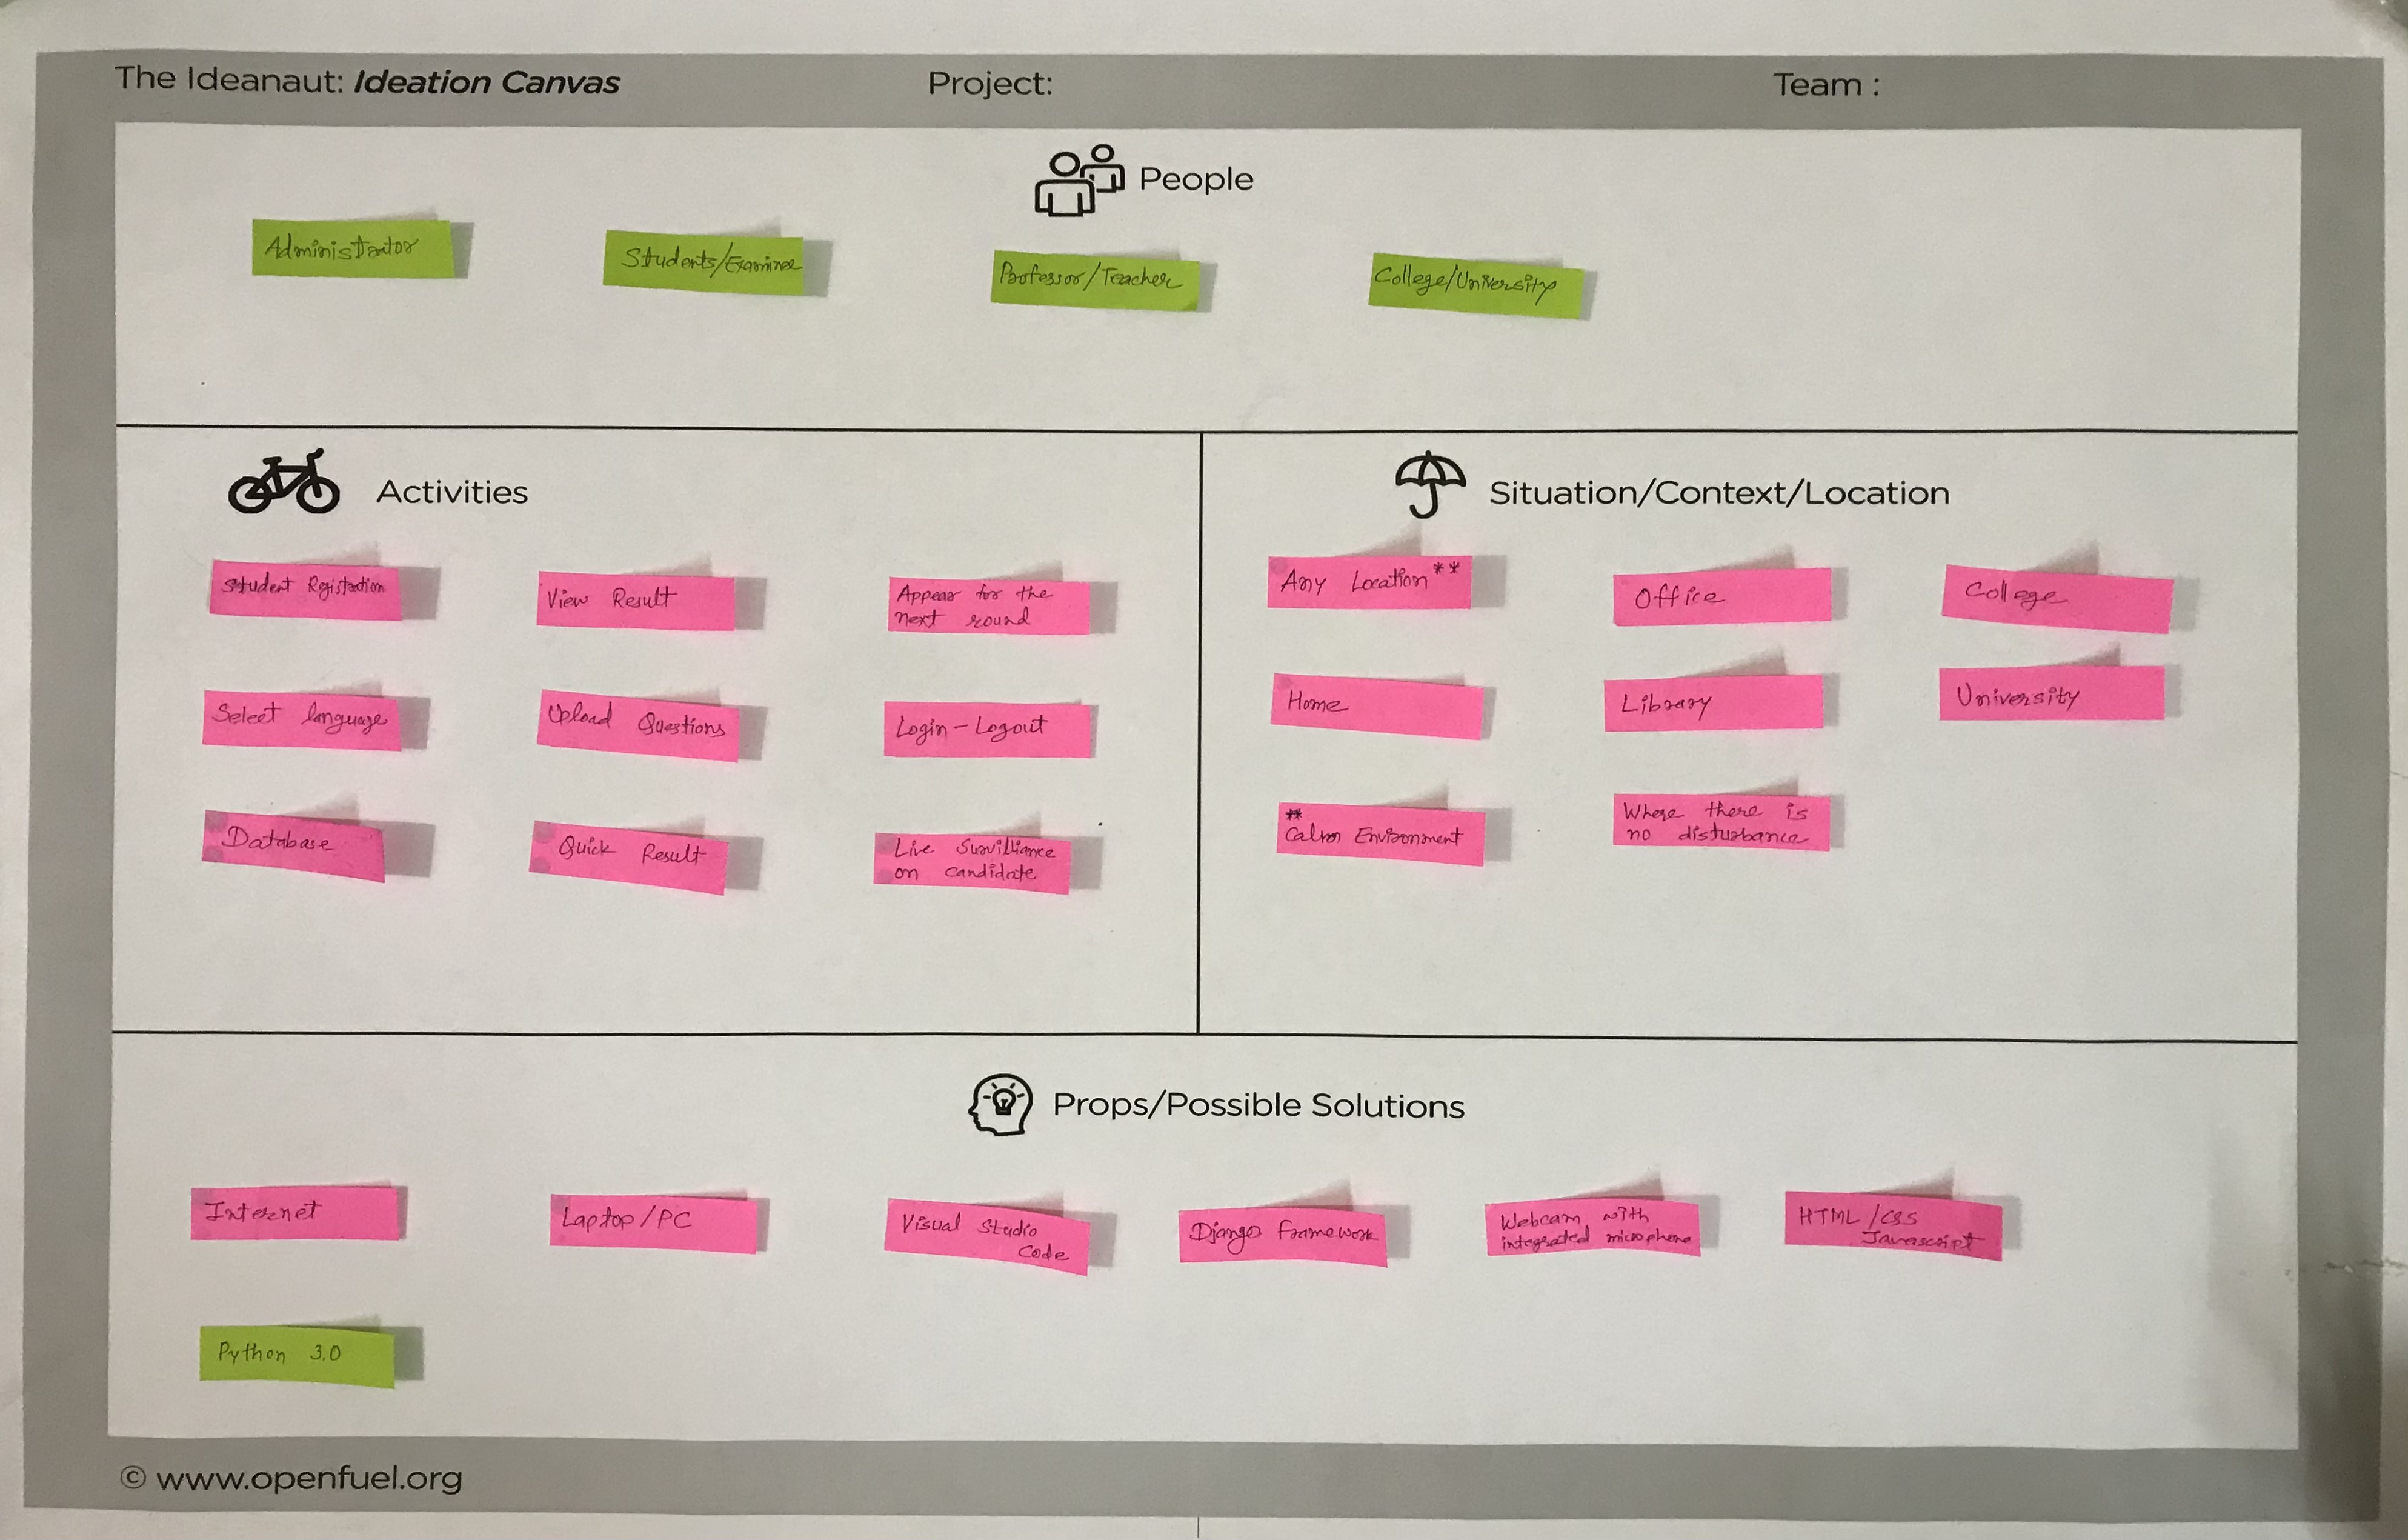 The Ideanaut: Ideation Canvas
Project:
Team :
People
Administrator
Students/Examinee
Professor/Teacher
College/University
Activities
Student Registration
View Result
Appear for the
next round
Select language
Upload Questions
Login-Logout
Database
Quick Result
Live Survilliance
on candidate
Situation/Context/Location
Any Location**
Office
College
Home
Library
University
**
Calm Environment
Where there is
no disturbance
Props/Possible Solutions
Internet
Laptop/PC
Visual Studio
Code
Django Framework
Webcam with
integrated microphone
HTML/CSS
Javascript
Python 3.0
© www.openfuel.org